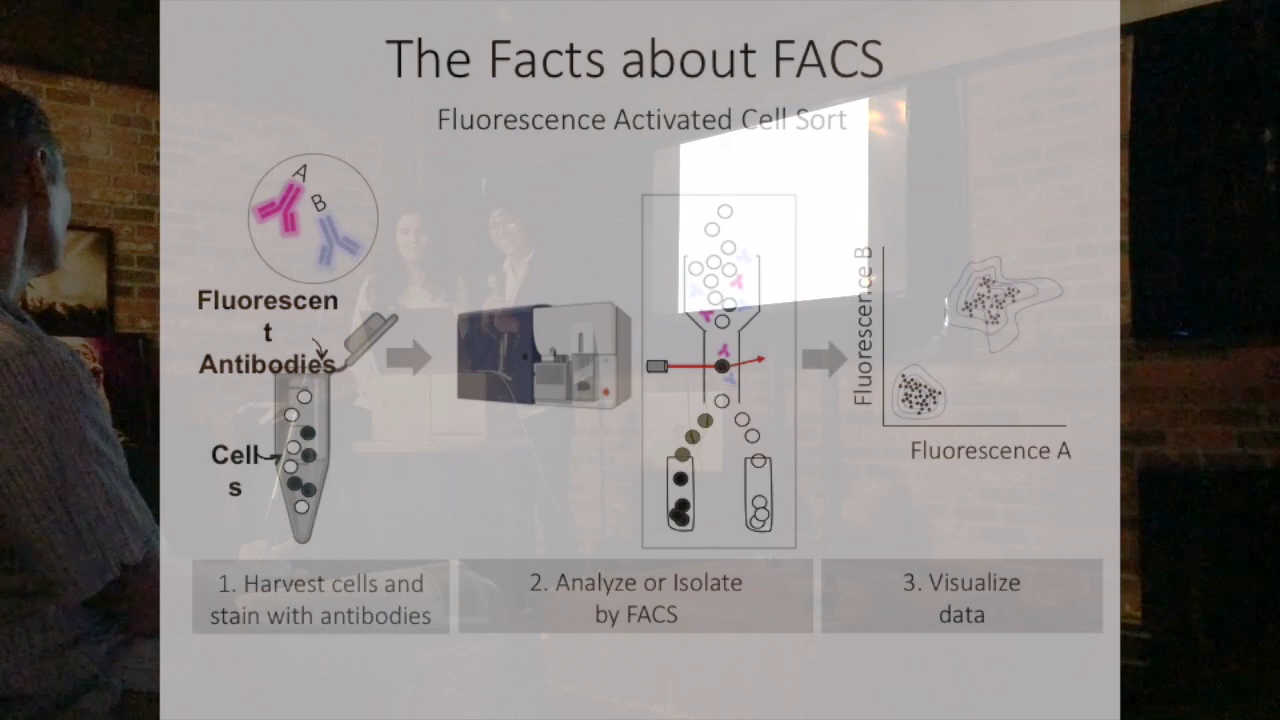 The Facts about FACS
Fluorescence Activated Cell Sort
A
B
Fluorescen
t
Antibodies
Cell
s
Fluorescence B
Fluorescence A
1. Harvest cells and
stain with antibodies
2. Analyze or Isolate
by FACS
3. Visualize
data